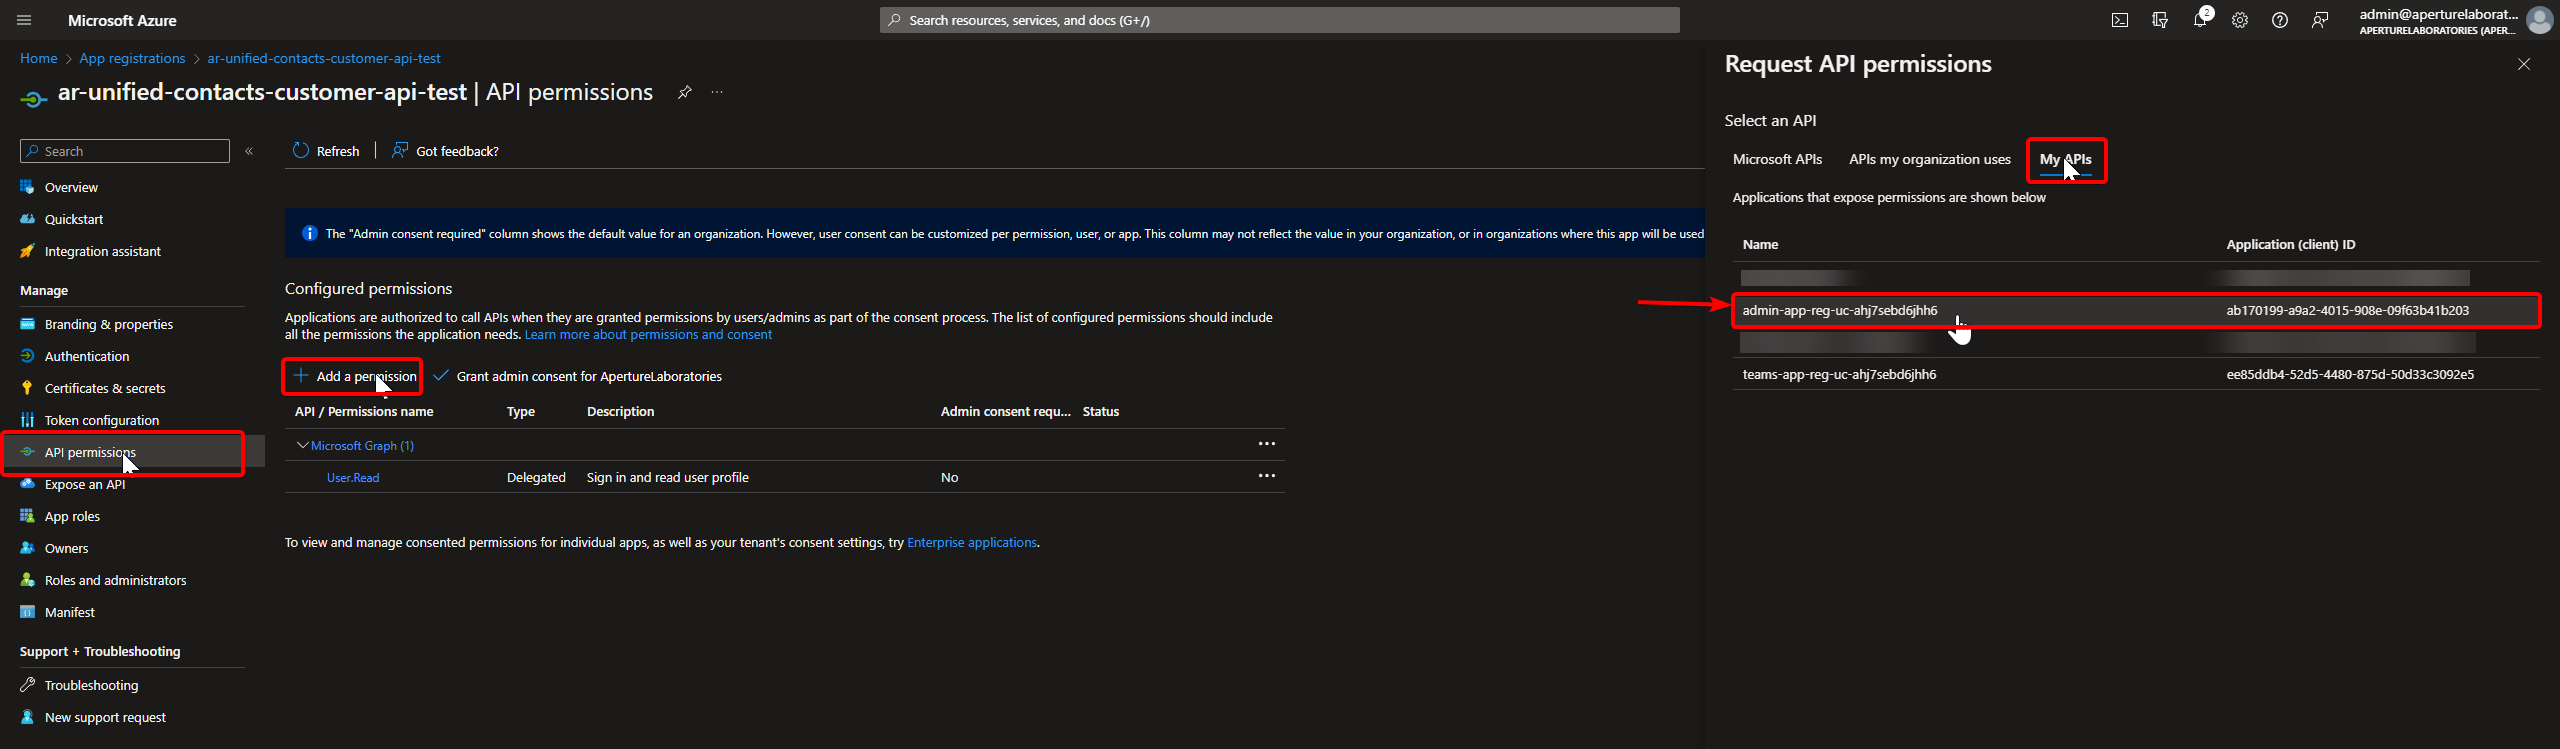 Microsoft Azure
Search resources, services, and docs (G+/)
2
admin@aperturelaborat...
APERTURELABORATORIES (APER...
Home > App registrations > ar-unified-contacts-customer-api-test
ar-unified-contacts-customer-api-test | API permissions
Search
Overview
Quickstart
Integration assistant
Manage
Branding & properties
Authentication
Certificates & secrets
Token configuration
API permissions
Expose an API
App roles
Owners
Roles and administrators
Manifest
Support + Troubleshooting
Troubleshooting
New support request
Refresh
Got feedback?
The "Admin consent required" column shows the default value for an organization. However, user consent can be customized per permission, user, or app. This column may not reflect the value in your organization, or in organizations where this app will be used
Configured permissions
Applications are authorized to call APIs when they are granted permissions by users/admins as part of the consent process. The list of configured permissions should include
all the permissions the application needs. Learn more about permissions and consent
Add a permission
Grant admin consent for ApertureLaboratories
API / Permissions name Type Description Admin consent requ... Status
Microsoft Graph (1)
User.Read Delegated Sign in and read user profile No
To view and manage consented permissions for individual apps, as well as your tenant's consent settings, try Enterprise applications.
Request API permissions
Select an API
Microsoft APIs APIs my organization uses My APIs
Applications that expose permissions are shown below
Name Application (client) ID
admin-app-reg-uc-ahj7sebd6jhh6 ab170199-a9a2-4015-908e-09f63b41b203
teams-app-reg-uc-ahj7sebd6jhh6 ee85ddb4-52d5-4480-875d-50d33c3092e5